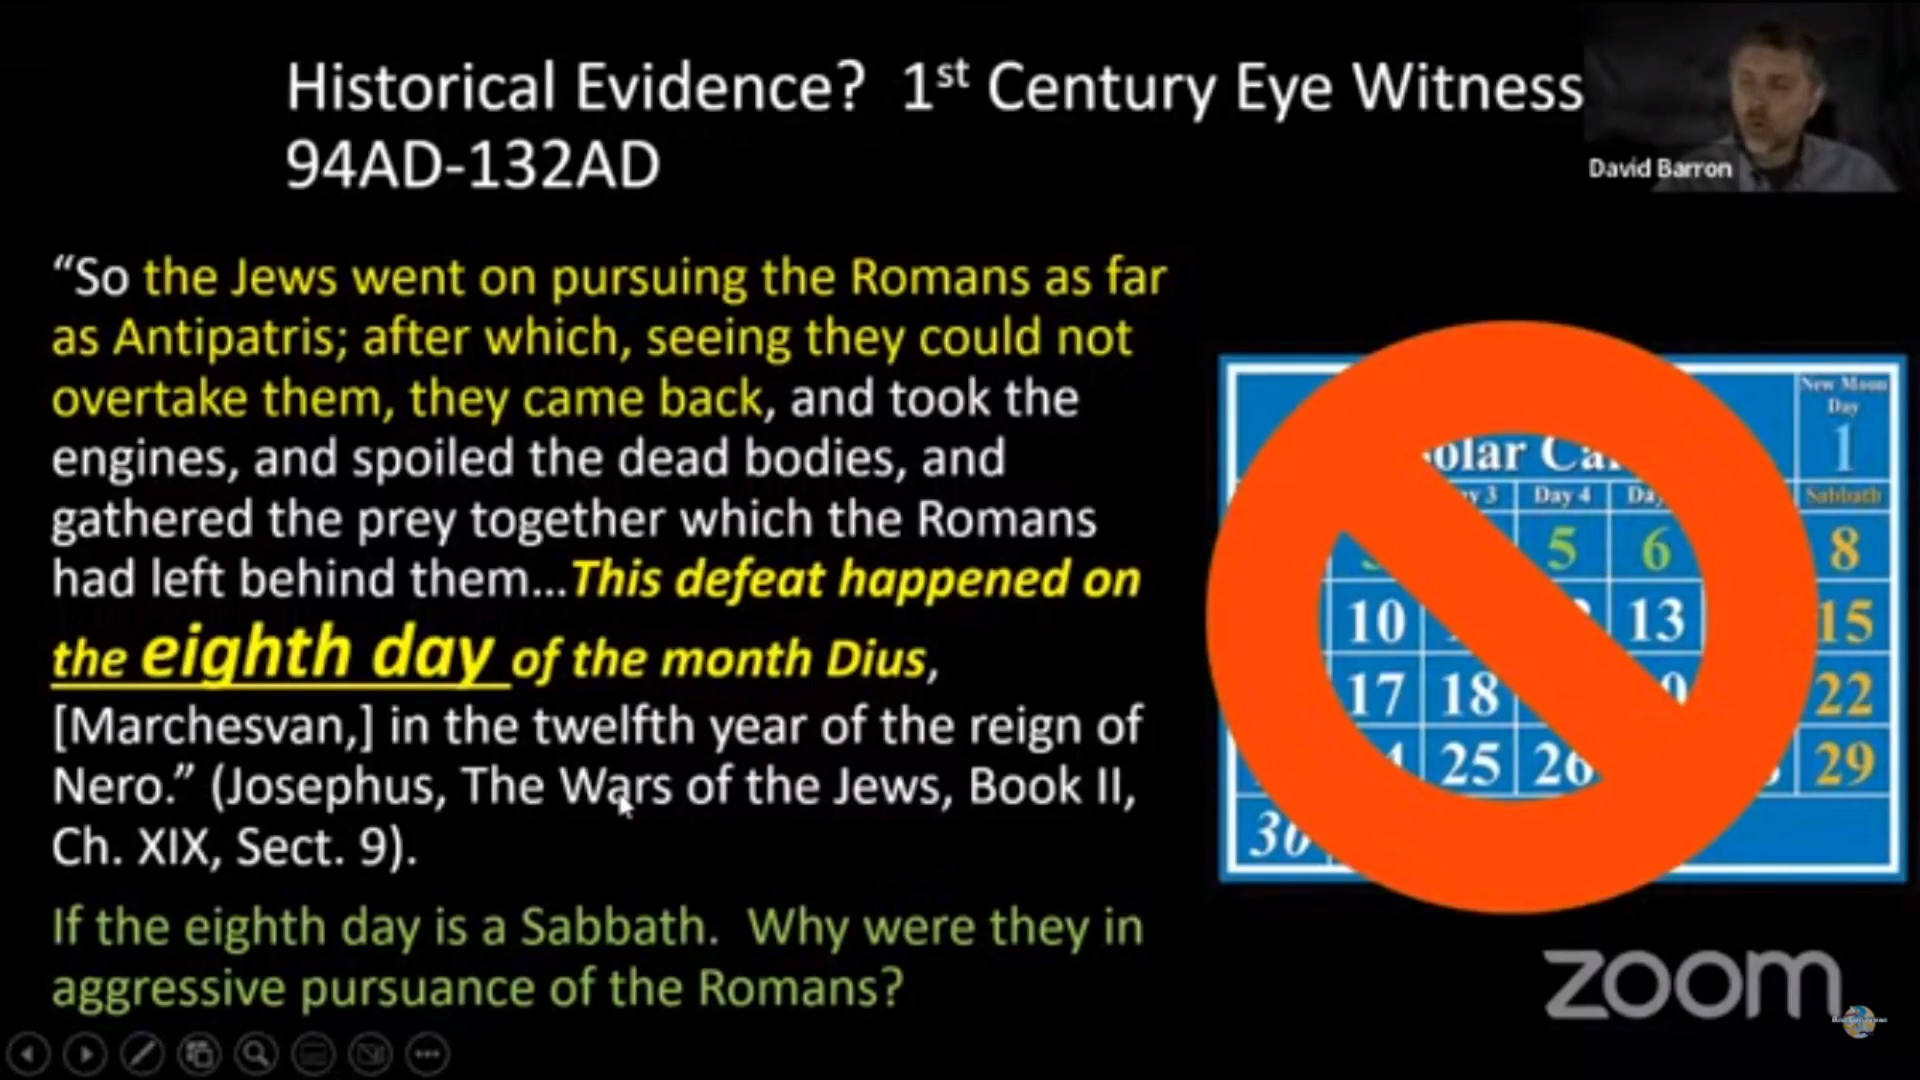 Historical Evidence? 1st Century Eye Witness
94AD-132AD
David Barron
“So the Jews went on pursuing the Romans as far
as Antipatris; after which, seeing they could not
overtake them, they came back, and took the
engines, and spoiled the dead bodies, and
gathered the prey together which the Romans
had left behind them...This defeat happened on
the eighth day of the month Dius,
[Marchesvan,] in the twelfth year of the reign of
Nero.” (Josephus, The Wars of the Jews, Book II,
Ch. XIX, Sect. 9).
If the eighth day is a Sabbath. Why were they in
aggressive pursuance of the Romans?
New Moon
Day
1
Day 4 Sabbath
5 6 8
10 13 15
17 18 22
25 26 29
30
zoom